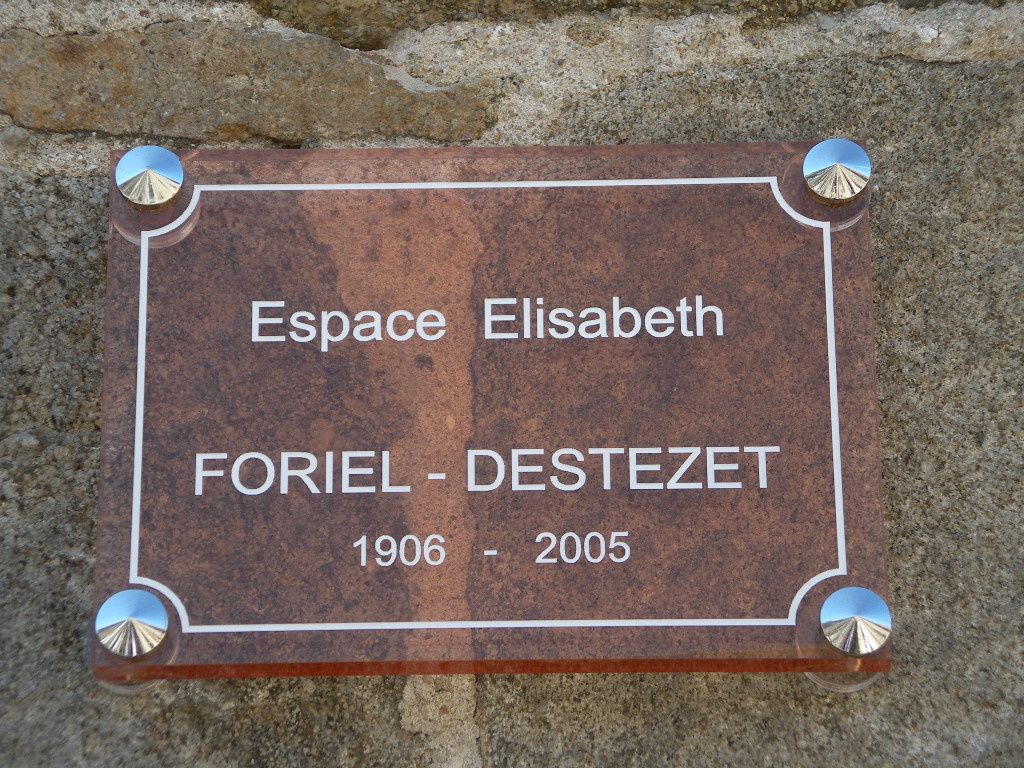 Espace Elisabeth
FORIEL - DESTEZET
1906 - 2005